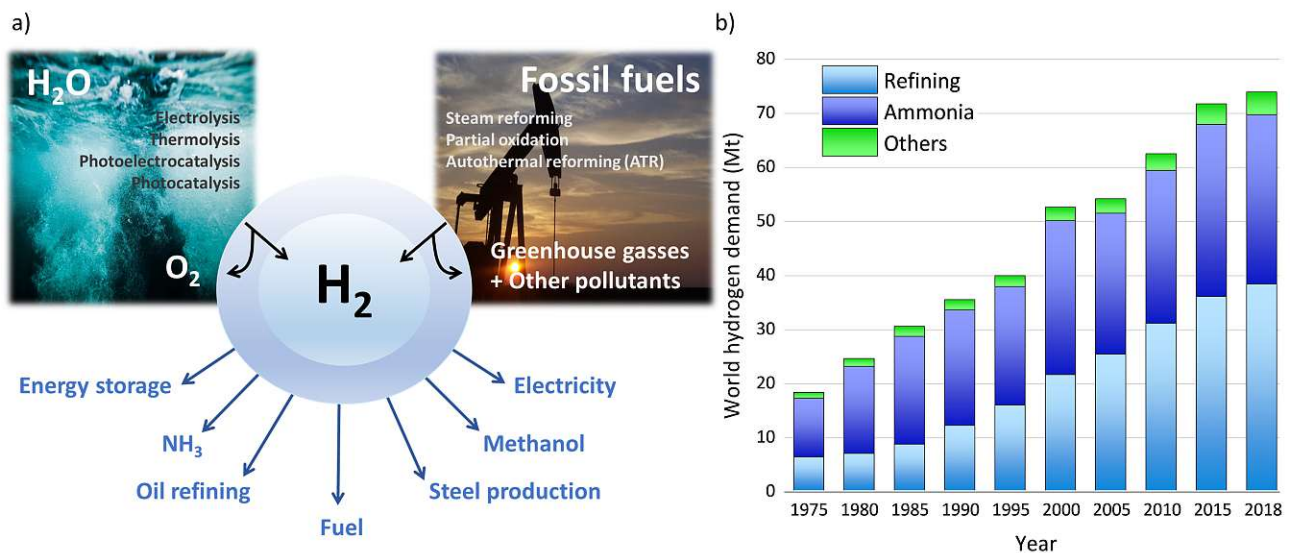 a)
H₂O
Electrolysis
Thermolysis
Photoelectrocatalysis
Photocatalysis
O₂
H₂
Fossil fuels
Steam reforming
Partial oxidation
Autothermal reforming (ATR)
Greenhouse gasses
+ Other pollutants
Energy storage
NH₃
Oil refining
Fuel
Steel production
Methanol
Electricity
b)
World hydrogen demand (Mt)
80
70
60
50
40
30
20
10
0
Refining
Ammonia
Others
1975 1980 1985 1990 1995 2000 2005 2010 2015 2018
Year